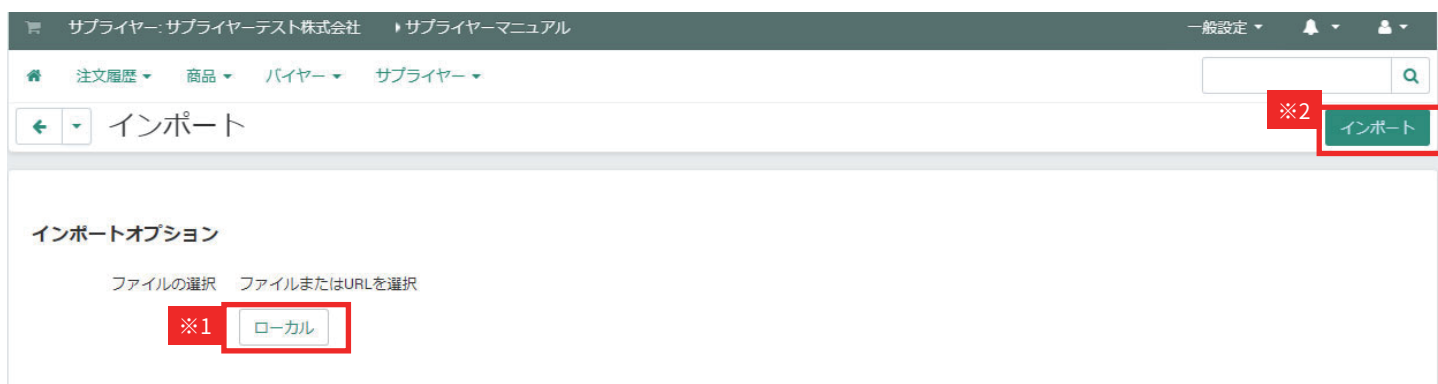 サプライヤー: サプライヤーテスト株式会社 サプライヤーマニュアル 一般設定
注文履歴 商品 バイヤー サプライヤー
※2
インポート インポート
インポートオプション
ファイルの選択 ファイルまたはURLを選択
※1 ローカル